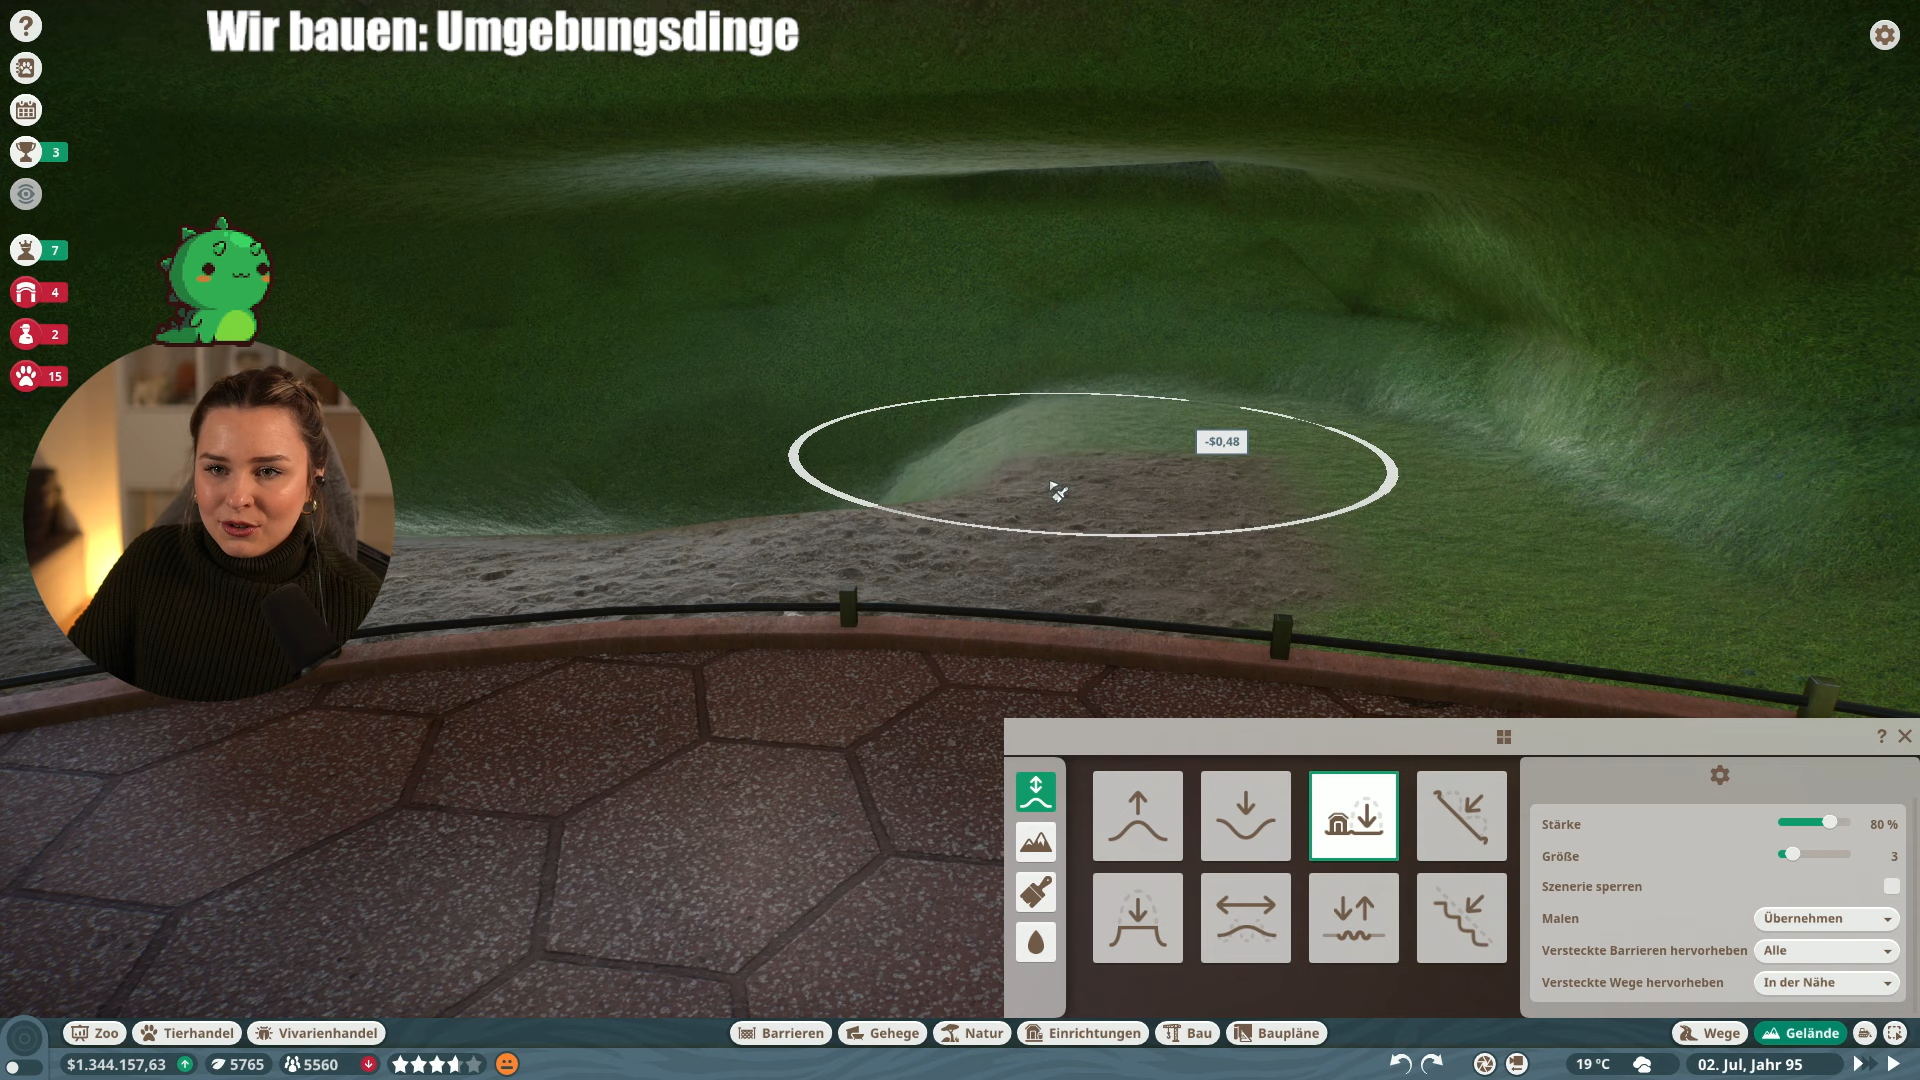 Wir bauen: Umgebungsdinge
3
7
4
2
15
-$0,48
Stärke
80 %
Größe
3
Szenerie sperren
Malen
Übernehmen
Versteckte Barrieren hervorheben
Alle
Versteckte Wege hervorheben
In der Nähe
Zoo
Tierhandel
Vivarienhandel
Barrieren
Gehege
Natur
Einrichtungen
Bau
Baupläne
Wege
Gelände
$1.344.157,63
5765
5560
19 °C
02. Jul, Jahr 95